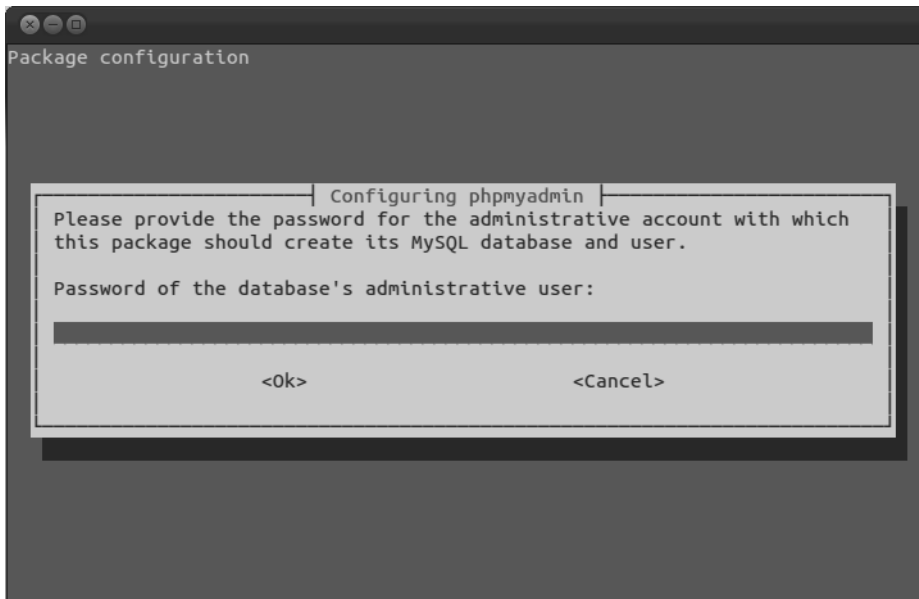 Package configuration
Configuring phpmyadmin
Please provide the password for the administrative account with which
this package should create its MySQL database and user.
Password of the database's administrative user:
<Ok> <Cancel>